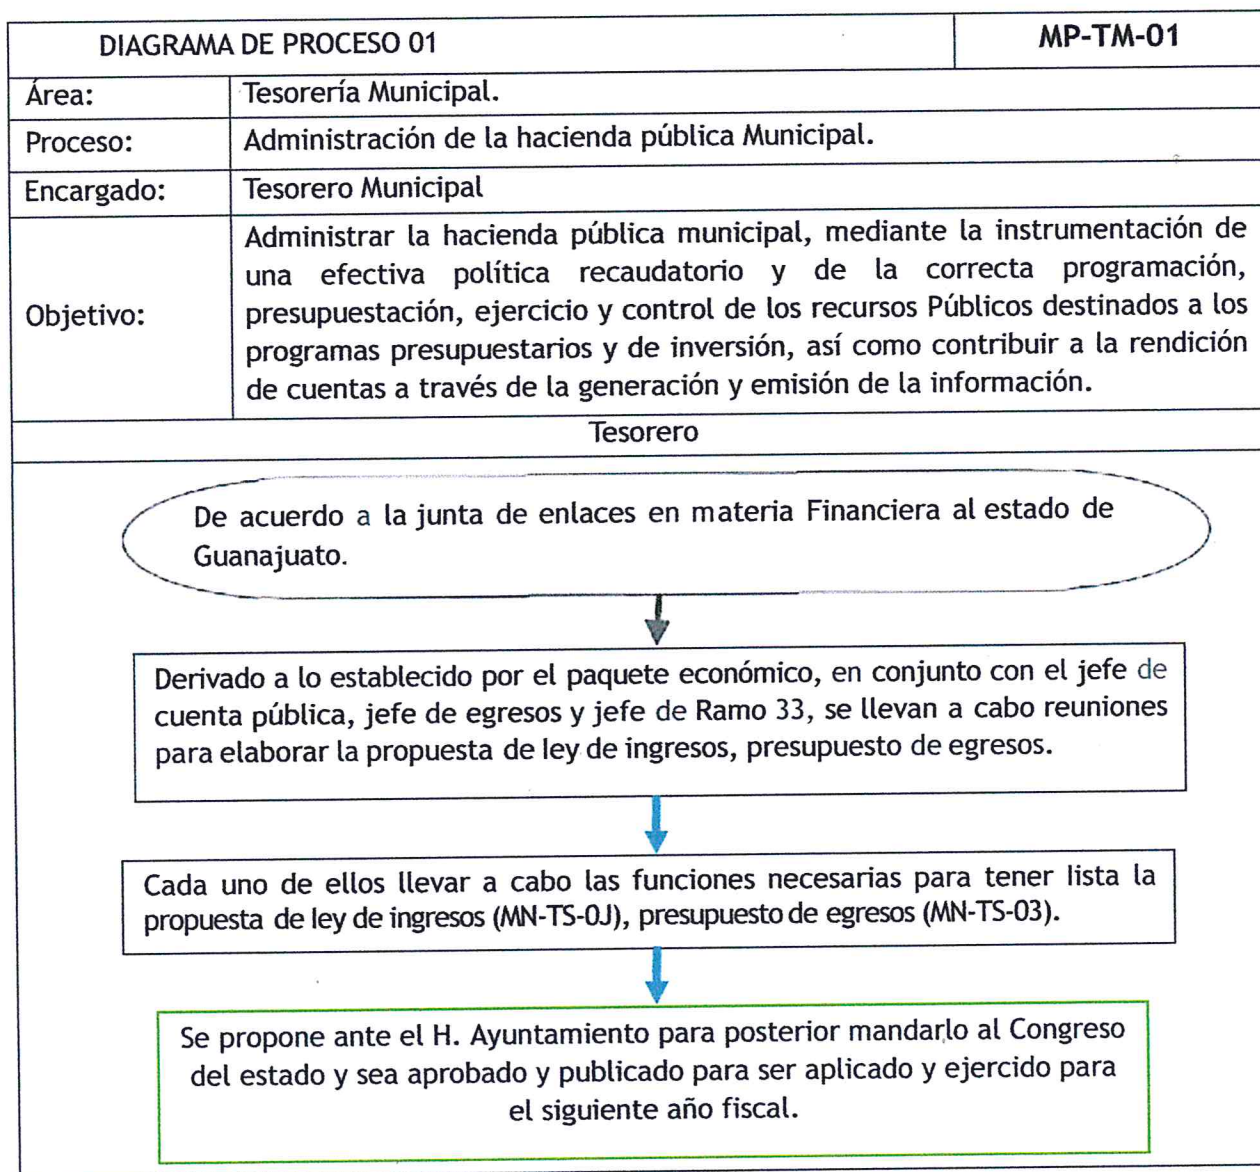 DIAGRAMA DE PROCESO 01
MP-TM-01
Área:
Tesorería Municipal.
Proceso:
Administración de la hacienda pública Municipal.
Encargado:
Tesorero Municipal
Objetivo:
Administrar la hacienda pública municipal, mediante la instrumentación de
una efectiva política recaudatorio y de la correcta programación,
presupuestación, ejercicio y control de los recursos Públicos destinados a los
programas presupuestarios y de inversión, así como contribuir a la rendición
de cuentas a través de la generación y emisión de la información.
Tesorero
De acuerdo a la junta de enlaces en materia Financiera al estado de
Guanajuato.
Derivado a lo establecido por el paquete económico, en conjunto con el jefe de
cuenta pública, jefe de egresos y jefe de Ramo 33, se llevan a cabo reuniones
para elaborar la propuesta de ley de ingresos, presupuesto de egresos.
Cada uno de ellos llevar a cabo las funciones necesarias para tener lista la
propuesta de ley de ingresos (MN-TS-0J), presupuesto de egresos (MN-TS-03).
Se propone ante el H. Ayuntamiento para posterior mandarlo al Congreso
del estado y sea aprobado y publicado para ser aplicado y ejercido para
el siguiente año fiscal.